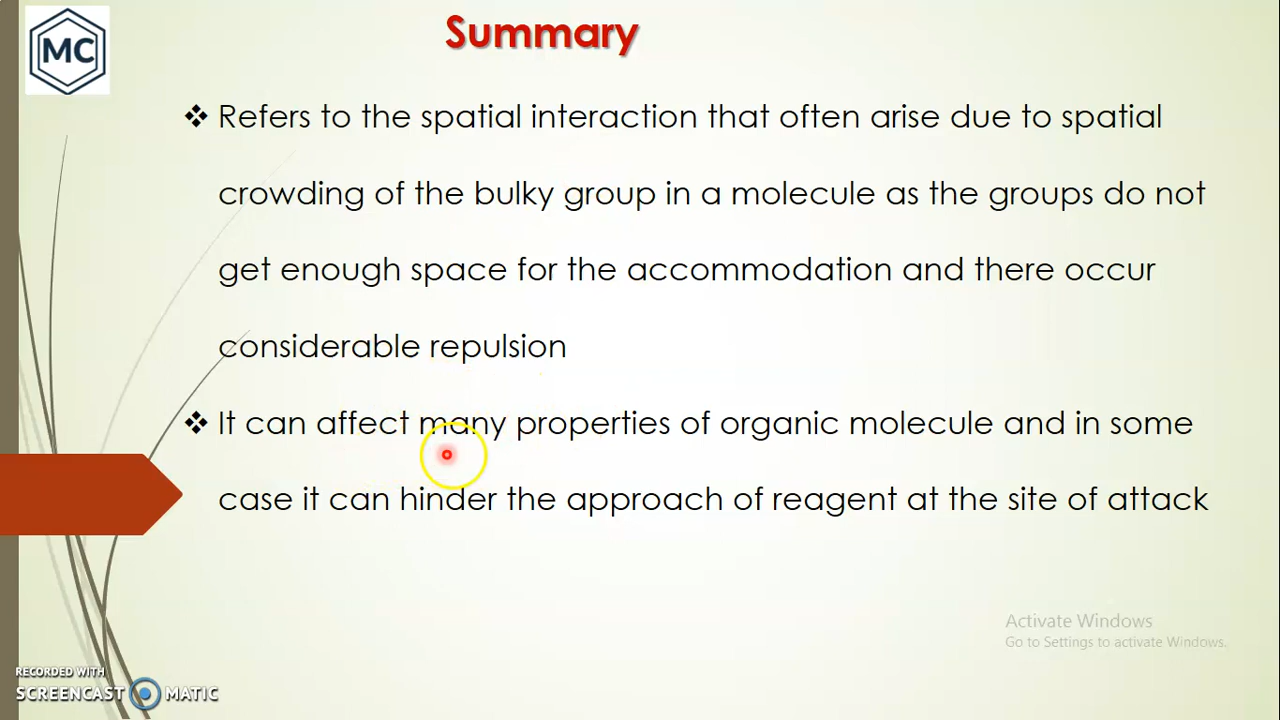 MC
Summary
❖ Refers to the spatial interaction that often arise due to spatial
crowding of the bulky group in a molecule as the groups do not
get enough space for the accommodation and there occur
considerable repulsion
❖ It can affect many properties of organic molecule and in some
case it can hinder the approach of reagent at the site of attack
Activate Windows
Go to Settings to activate Windows.
RECORDED WITH
SCREENCAST MATIC